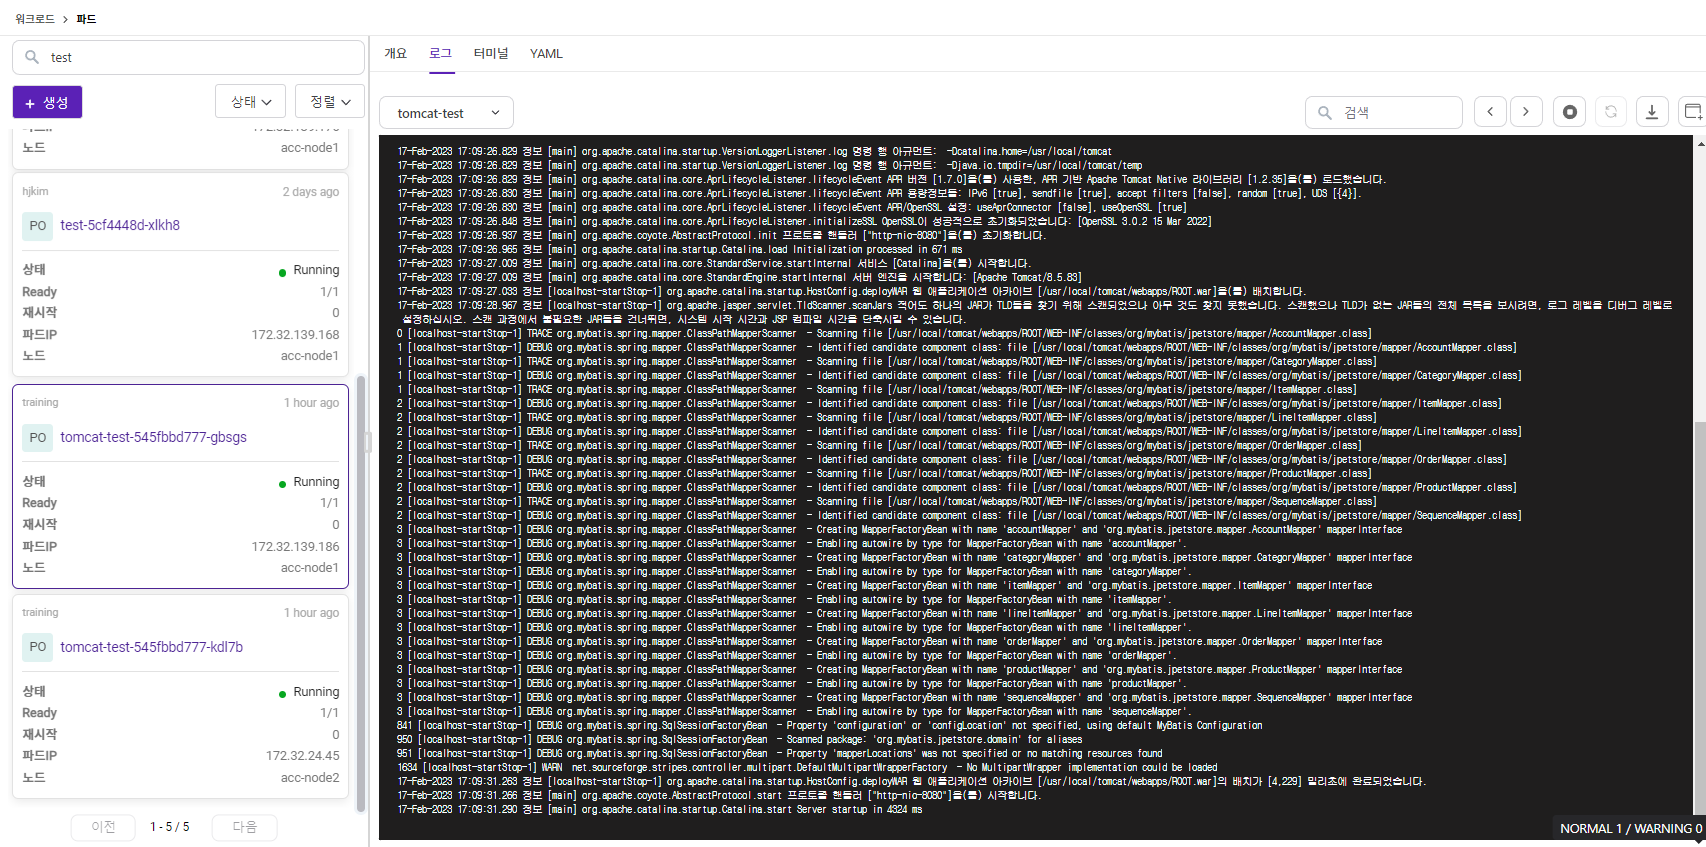 워크로드 > 파드
test
+ 생성
상태
정렬
노드 acc-node1
hjkim 2 days ago
PO test-5cf4448d-xlkh8
상태 Running
Ready 1/1
재시작 0
파드IP 172.32.139.168
노드 acc-node1
training 1 hour ago
PO tomcat-test-545fbbd777-gbsgs
상태 Running
Ready 1/1
재시작 0
파드IP 172.32.139.186
노드 acc-node1
training 1 hour ago
PO tomcat-test-545fbbd777-kdl7b
상태 Running
Ready 1/1
재시작 0
파드IP 172.32.24.45
노드 acc-node2
이전 1 - 5 / 5 다음
개요 로그 터미널 YAML
tomcat-test
검색
17-Feb-2023 17:09:26.829 정보 [main] org.apache.catalina.startup.VersionLoggerListener.log 명령 행 아규먼트: -Dcatalina.home=/usr/local/tomcat
17-Feb-2023 17:09:26.829 정보 [main] org.apache.catalina.startup.VersionLoggerListener.log 명령 행 아규먼트: -Djava.io.tmpdir=/usr/local/tomcat/temp
17-Feb-2023 17:09:26.829 정보 [main] org.apache.catalina.core.AprLifecycleListener.lifecycleEvent APR 버전 [1.7.0]을(를) 사용한, APR 기반 Apache Tomcat Native 라이브러리 [1.2.35]을(를) 로드했습니다.
17-Feb-2023 17:09:26.830 정보 [main] org.apache.catalina.core.AprLifecycleListener.lifecycleEvent APR 용량정보들: IPv6 [true], sendfile [true], accept filters [false], random [true], UDS [{4}].
17-Feb-2023 17:09:26.830 정보 [main] org.apache.catalina.core.AprLifecycleListener.lifecycleEvent APR/OpenSSL 설정: useAprConnector [false], useOpenSSL [true]
17-Feb-2023 17:09:26.848 정보 [main] org.apache.catalina.core.AprLifecycleListener.initializeSSL OpenSSL이 성공적으로 초기화되었습니다: [OpenSSL 3.0.2 15 Mar 2022]
17-Feb-2023 17:09:26.937 정보 [main] org.apache.coyote.AbstractProtocol.init 프로토콜 핸들러 ["http-nio-8080"]을(를) 초기화합니다.
17-Feb-2023 17:09:26.965 정보 [main] org.apache.catalina.startup.Catalina.load Initialization processed in 671 ms
17-Feb-2023 17:09:27.009 정보 [main] org.apache.catalina.core.StandardService.startInternal 서비스 [Catalina]을(를) 시작합니다.
17-Feb-2023 17:09:27.009 정보 [main] org.apache.catalina.core.StandardEngine.startInternal 서버 엔진을 시작합니다: [Apache Tomcat/8.5.83]
17-Feb-2023 17:09:27.033 정보 [localhost-startStop-1] org.apache.catalina.startup.HostConfig.deployWAR 웹 애플리케이션 아카이브 [/usr/local/tomcat/webapps/ROOT.war]을(를) 배치합니다.
17-Feb-2023 17:09:28.967 정보 [localhost-startStop-1] org.apache.jasper.servlet.TldScanner.scanJars 적어도 하나의 JAR가 TLD들을 찾기 위해 스캔되었으나 아무 것도 찾지 못했습니다. 스캔했으나 TLD가 없는 JAR들의 전체 목록을 보시려면, 로그 레벨을 디버그 레벨로
설정하십시오. 스캔 과정에서 불필요한 JAR들을 건너뛰면, 시스템 시작 시간과 JSP 컴파일 시간을 단축시킬 수 있습니다.
0 [localhost-startStop-1] TRACE org.mybatis.spring.mapper.ClassPathMapperScanner - Scanning file [/usr/local/tomcat/webapps/ROOT/WEB-INF/classes/org/mybatis/jpetstore/mapper/AccountMapper.class]
1 [localhost-startStop-1] DEBUG org.mybatis.spring.mapper.ClassPathMapperScanner - Identified candidate component class: file [/usr/local/tomcat/webapps/ROOT/WEB-INF/classes/org/mybatis/jpetstore/mapper/AccountMapper.class]
1 [localhost-startStop-1] TRACE org.mybatis.spring.mapper.ClassPathMapperScanner - Scanning file [/usr/local/tomcat/webapps/ROOT/WEB-INF/classes/org/mybatis/jpetstore/mapper/CategoryMapper.class]
1 [localhost-startStop-1] DEBUG org.mybatis.spring.mapper.ClassPathMapperScanner - Identified candidate component class: file [/usr/local/tomcat/webapps/ROOT/WEB-INF/classes/org/mybatis/jpetstore/mapper/CategoryMapper.class]
1 [localhost-startStop-1] TRACE org.mybatis.spring.mapper.ClassPathMapperScanner - Scanning file [/usr/local/tomcat/webapps/ROOT/WEB-INF/classes/org/mybatis/jpetstore/mapper/ItemMapper.class]
2 [localhost-startStop-1] DEBUG org.mybatis.spring.mapper.ClassPathMapperScanner - Identified candidate component class: file [/usr/local/tomcat/webapps/ROOT/WEB-INF/classes/org/mybatis/jpetstore/mapper/ItemMapper.class]
2 [localhost-startStop-1] TRACE org.mybatis.spring.mapper.ClassPathMapperScanner - Scanning file [/usr/local/tomcat/webapps/ROOT/WEB-INF/classes/org/mybatis/jpetstore/mapper/LineItemMapper.class]
2 [localhost-startStop-1] DEBUG org.mybatis.spring.mapper.ClassPathMapperScanner - Identified candidate component class: file [/usr/local/tomcat/webapps/ROOT/WEB-INF/classes/org/mybatis/jpetstore/mapper/LineItemMapper.class]
2 [localhost-startStop-1] TRACE org.mybatis.spring.mapper.ClassPathMapperScanner - Scanning file [/usr/local/tomcat/webapps/ROOT/WEB-INF/classes/org/mybatis/jpetstore/mapper/OrderMapper.class]
2 [localhost-startStop-1] DEBUG org.mybatis.spring.mapper.ClassPathMapperScanner - Identified candidate component class: file [/usr/local/tomcat/webapps/ROOT/WEB-INF/classes/org/mybatis/jpetstore/mapper/OrderMapper.class]
2 [localhost-startStop-1] TRACE org.mybatis.spring.mapper.ClassPathMapperScanner - Scanning file [/usr/local/tomcat/webapps/ROOT/WEB-INF/classes/org/mybatis/jpetstore/mapper/ProductMapper.class]
2 [localhost-startStop-1] DEBUG org.mybatis.spring.mapper.ClassPathMapperScanner - Identified candidate component class: file [/usr/local/tomcat/webapps/ROOT/WEB-INF/classes/org/mybatis/jpetstore/mapper/ProductMapper.class]
2 [localhost-startStop-1] TRACE org.mybatis.spring.mapper.ClassPathMapperScanner - Scanning file [/usr/local/tomcat/webapps/ROOT/WEB-INF/classes/org/mybatis/jpetstore/mapper/SequenceMapper.class]
2 [localhost-startStop-1] DEBUG org.mybatis.spring.mapper.ClassPathMapperScanner - Identified candidate component class: file [/usr/local/tomcat/webapps/ROOT/WEB-INF/classes/org/mybatis/jpetstore/mapper/SequenceMapper.class]
3 [localhost-startStop-1] DEBUG org.mybatis.spring.mapper.ClassPathMapperScanner - Creating MapperFactoryBean with name 'accountMapper' and 'org.mybatis.jpetstore.mapper.AccountMapper' mapperInterface
3 [localhost-startStop-1] DEBUG org.mybatis.spring.mapper.ClassPathMapperScanner - Enabling autowire by type for MapperFactoryBean with name 'accountMapper'.
3 [localhost-startStop-1] DEBUG org.mybatis.spring.mapper.ClassPathMapperScanner - Creating MapperFactoryBean with name 'categoryMapper' and 'org.mybatis.jpetstore.mapper.CategoryMapper' mapperInterface
3 [localhost-startStop-1] DEBUG org.mybatis.spring.mapper.ClassPathMapperScanner - Enabling autowire by type for MapperFactoryBean with name 'categoryMapper'.
3 [localhost-startStop-1] DEBUG org.mybatis.spring.mapper.ClassPathMapperScanner - Creating MapperFactoryBean with name 'itemMapper' and 'org.mybatis.jpetstore.mapper.ItemMapper' mapperInterface
3 [localhost-startStop-1] DEBUG org.mybatis.spring.mapper.ClassPathMapperScanner - Enabling autowire by type for MapperFactoryBean with name 'itemMapper'.
3 [localhost-startStop-1] DEBUG org.mybatis.spring.mapper.ClassPathMapperScanner - Creating MapperFactoryBean with name 'lineItemMapper' and 'org.mybatis.jpetstore.mapper.LineItemMapper' mapperInterface
3 [localhost-startStop-1] DEBUG org.mybatis.spring.mapper.ClassPathMapperScanner - Enabling autowire by type for MapperFactoryBean with name 'lineItemMapper'.
3 [localhost-startStop-1] DEBUG org.mybatis.spring.mapper.ClassPathMapperScanner - Creating MapperFactoryBean with name 'orderMapper' and 'org.mybatis.jpetstore.mapper.OrderMapper' mapperInterface
3 [localhost-startStop-1] DEBUG org.mybatis.spring.mapper.ClassPathMapperScanner - Enabling autowire by type for MapperFactoryBean with name 'orderMapper'.
3 [localhost-startStop-1] DEBUG org.mybatis.spring.mapper.ClassPathMapperScanner - Creating MapperFactoryBean with name 'productMapper' and 'org.mybatis.jpetstore.mapper.ProductMapper' mapperInterface
3 [localhost-startStop-1] DEBUG org.mybatis.spring.mapper.ClassPathMapperScanner - Enabling autowire by type for MapperFactoryBean with name 'productMapper'.
3 [localhost-startStop-1] DEBUG org.mybatis.spring.mapper.ClassPathMapperScanner - Creating MapperFactoryBean with name 'sequenceMapper' and 'org.mybatis.jpetstore.mapper.SequenceMapper' mapperInterface
3 [localhost-startStop-1] DEBUG org.mybatis.spring.mapper.ClassPathMapperScanner - Enabling autowire by type for MapperFactoryBean with name 'sequenceMapper'.
841 [localhost-startStop-1] DEBUG org.mybatis.spring.SqlSessionFactoryBean - Property 'configuration' or 'configLocation' not specified, using default MyBatis Configuration
950 [localhost-startStop-1] DEBUG org.mybatis.spring.SqlSessionFactoryBean - Scanned package: 'org.mybatis.jpetstore.domain' for aliases
951 [localhost-startStop-1] DEBUG org.mybatis.spring.SqlSessionFactoryBean - Property 'mapperLocations' was not specified or no matching resources found
1634 [localhost-startStop-1] WARN net.sourceforge.stripes.controller.multipart.DefaultMultipartWrapperFactory - No MultipartWrapper implementation could be loaded
17-Feb-2023 17:09:31.263 정보 [localhost-startStop-1] org.apache.catalina.startup.HostConfig.deployWAR 웹 애플리케이션 아카이브 [/usr/local/tomcat/webapps/ROOT.war]의 배치가 [4,229] 밀리초에 완료되었습니다.
17-Feb-2023 17:09:31.266 정보 [main] org.apache.coyote.AbstractProtocol.start 프로토콜 핸들러 ["http-nio-8080"]을(를) 시작합니다.
17-Feb-2023 17:09:31.290 정보 [main] org.apache.catalina.startup.Catalina.start Server startup in 4324 ms
NORMAL 1 / WARNING 0